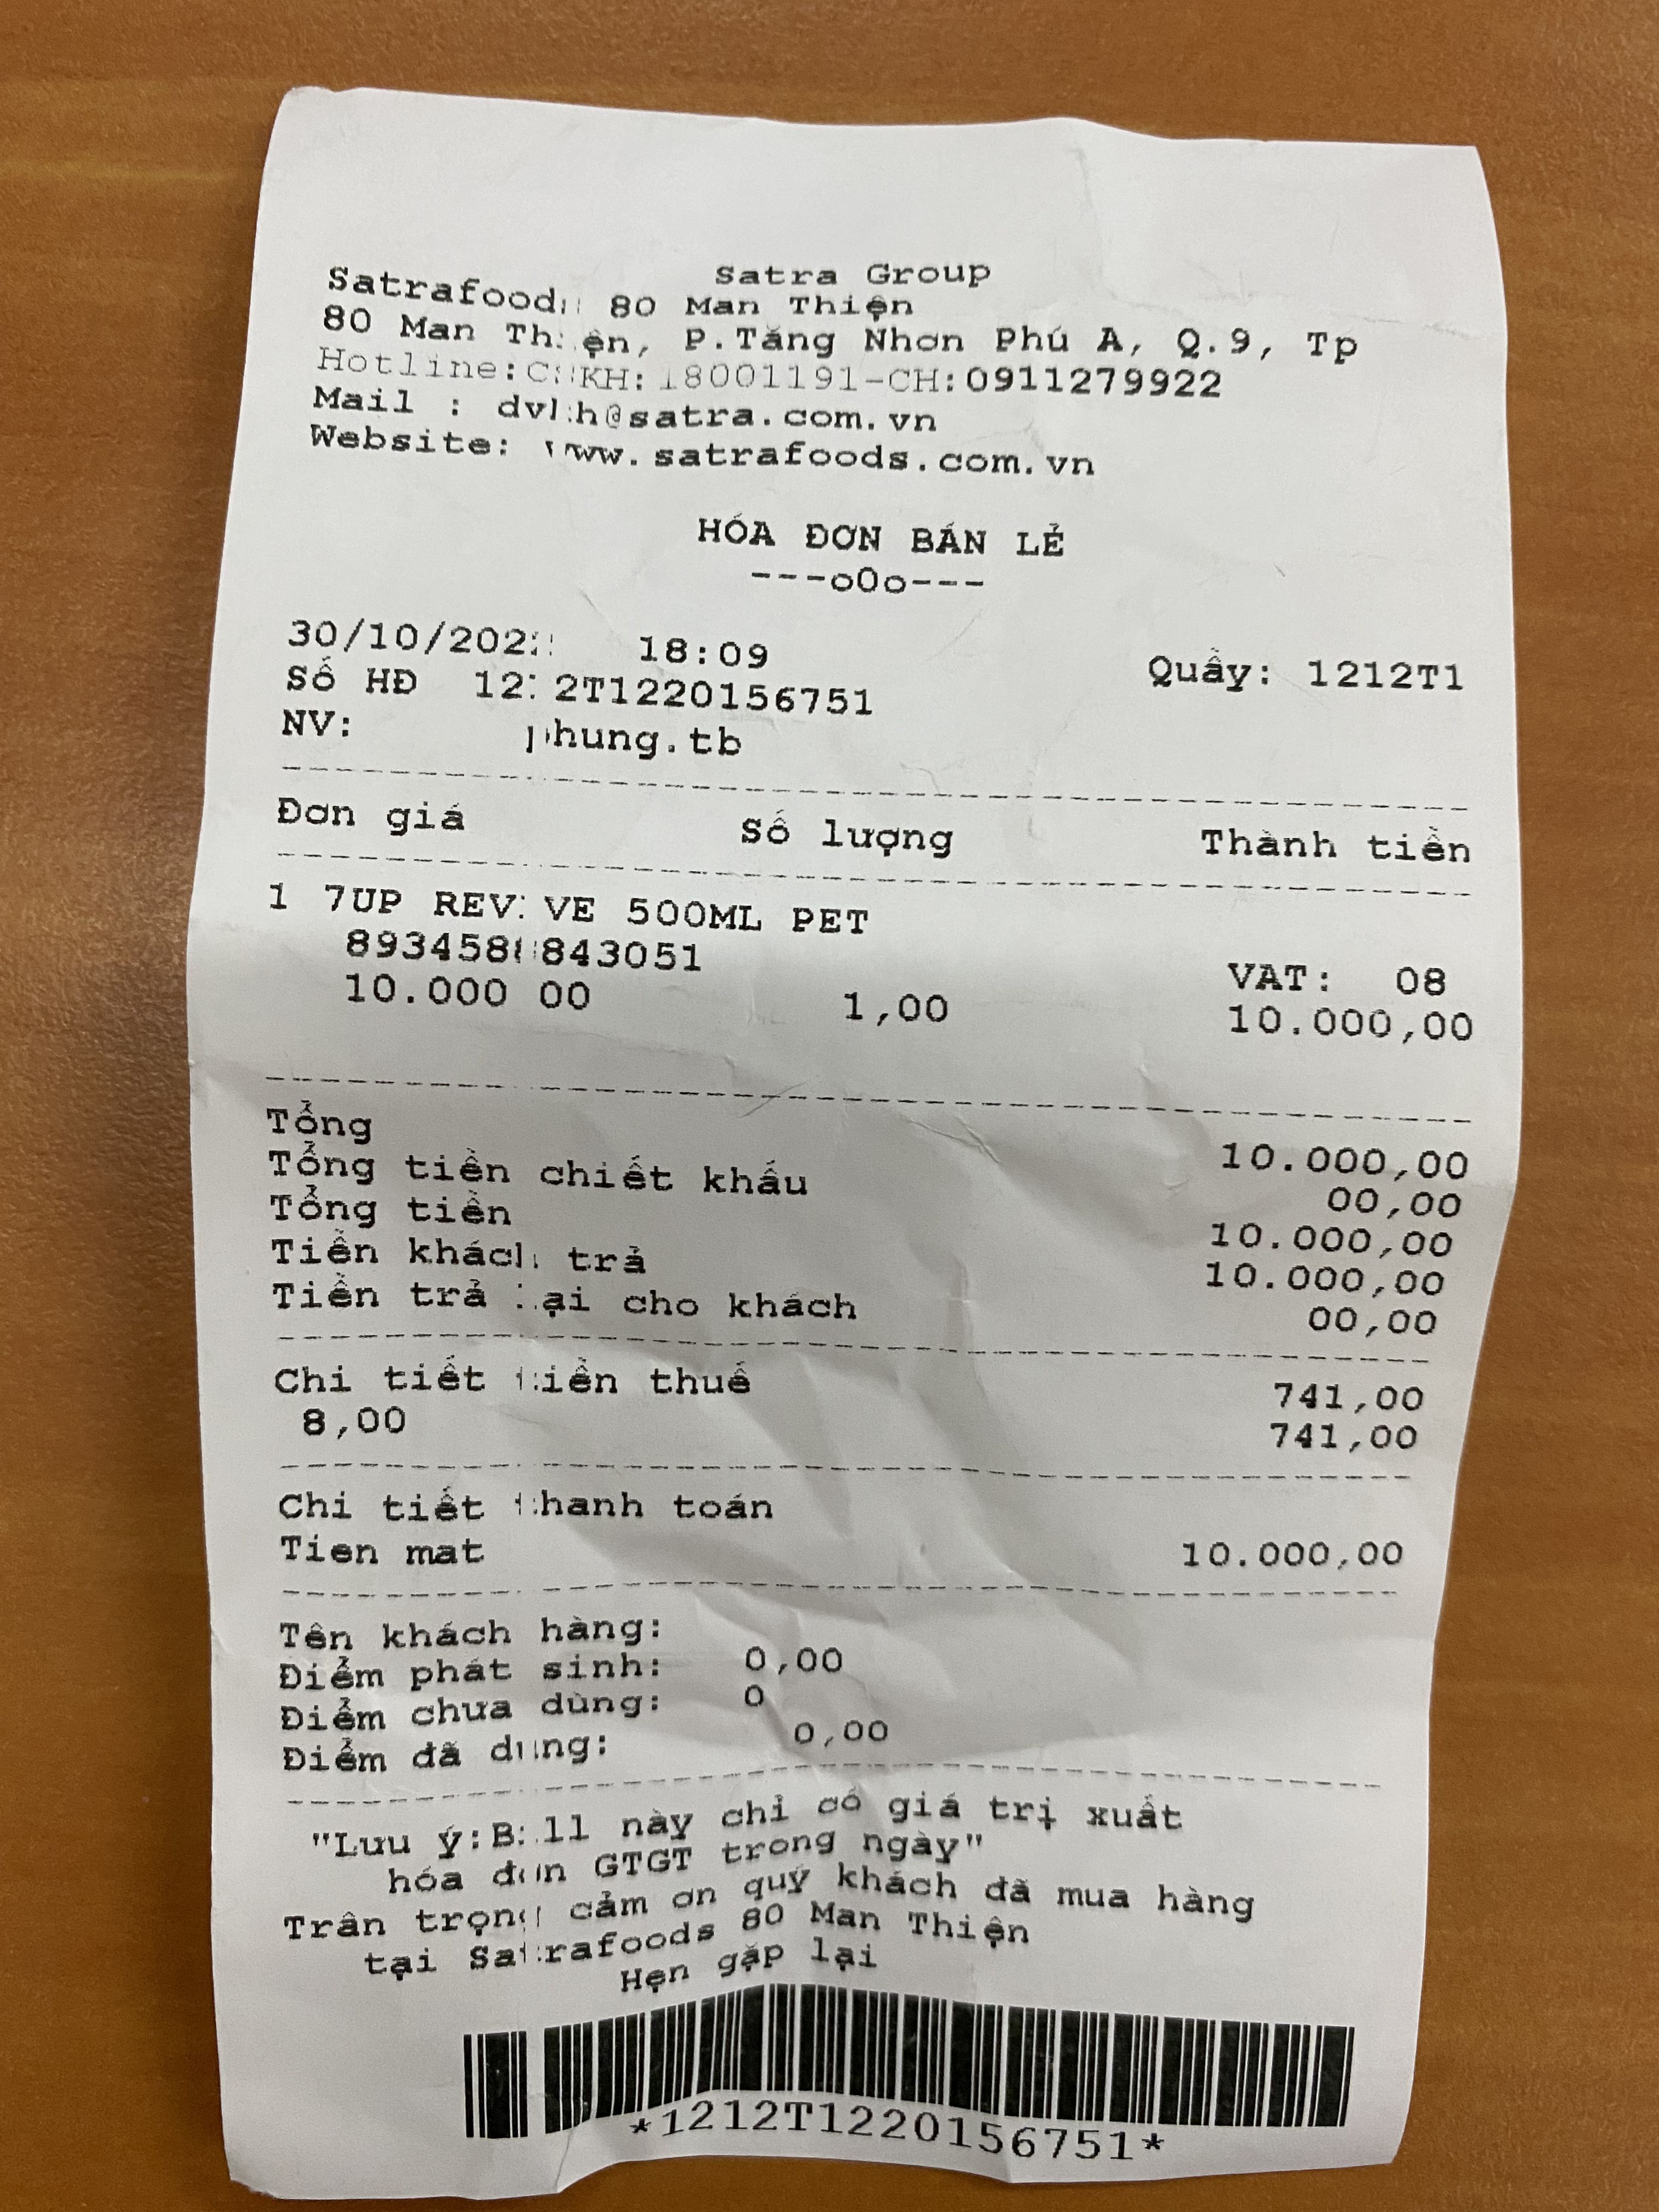 Satra Group
Satrafoods 80 Man Thiện
80 Man Thiện, P.Tăng Nhơn Phú A, Q.9, Tp
Hotline:CSKH:18001191-CH:0911279922
Mail : dvkh@satra.com.vn
Website: www.satrafoods.com.vn
HÓA ĐƠN BÁN LẺ
---oOo---
30/10/2022 18:09
Quầy: 1212T1
Số HĐ 1212T1220156751
NV: phung.tb
Đơn giá Số lượng Thành tiền
1 7UP REVIVE 500ML PET
8934588843051 VAT: 08
10.000 00 1,00 10.000,00
Tổng 10.000,00
Tổng tiền chiết khấu 00,00
Tổng tiền 10.000,00
Tiền khách trả 10.000,00
Tiền trả lại cho khách 00,00
Chi tiết tiền thuế 741,00
8,00 741,00
Chi tiết thanh toán
Tien mat 10.000,00
Tên khách hàng:
Điểm phát sinh: 0,00
Điểm chưa dùng: 0
Điểm đã dùng: 0,00
"Lưu ý:Bill này chỉ có giá trị xuất
hóa đơn GTGT trong ngày"
Trân trọng cảm ơn quý khách đã mua hàng
tại Satrafoods 80 Man Thiện
Hẹn gặp lại
*1212T1220156751*